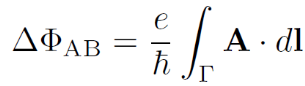 ΔΦ_AB = e/ħ ∫_Γ A · dl